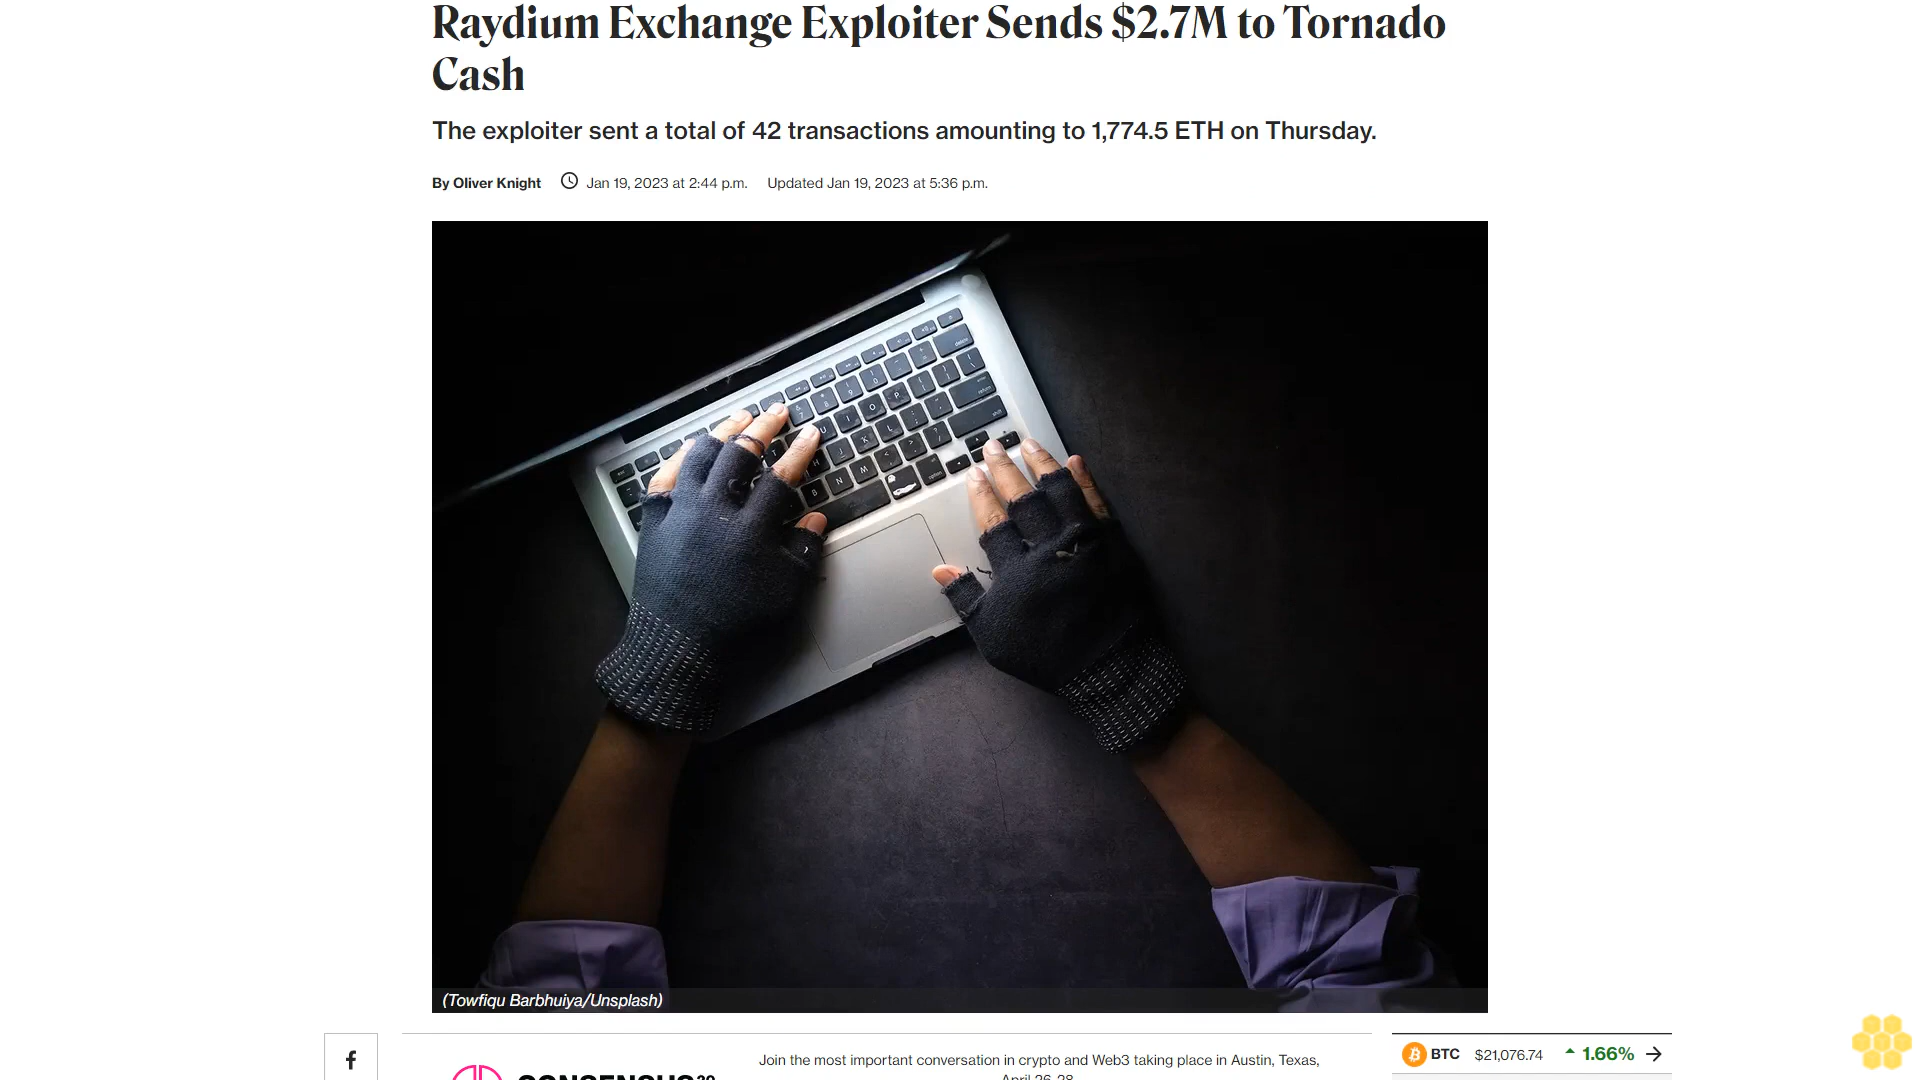 Raydium Exchange Exploiter Sends $2.7M to Tornado
Cash
The exploiter sent a total of 42 transactions amounting to 1,774.5 ETH on Thursday.
By Oliver Knight Jan 19, 2023 at 2:44 p.m. Updated Jan 19, 2023 at 5:36 p.m.
(Towfiqu Barbhuiya/Unsplash)
Join the most important conversation in crypto and Web3 taking place in Austin, Texas,
April 26-28
BTC $21,076.74 1.66%